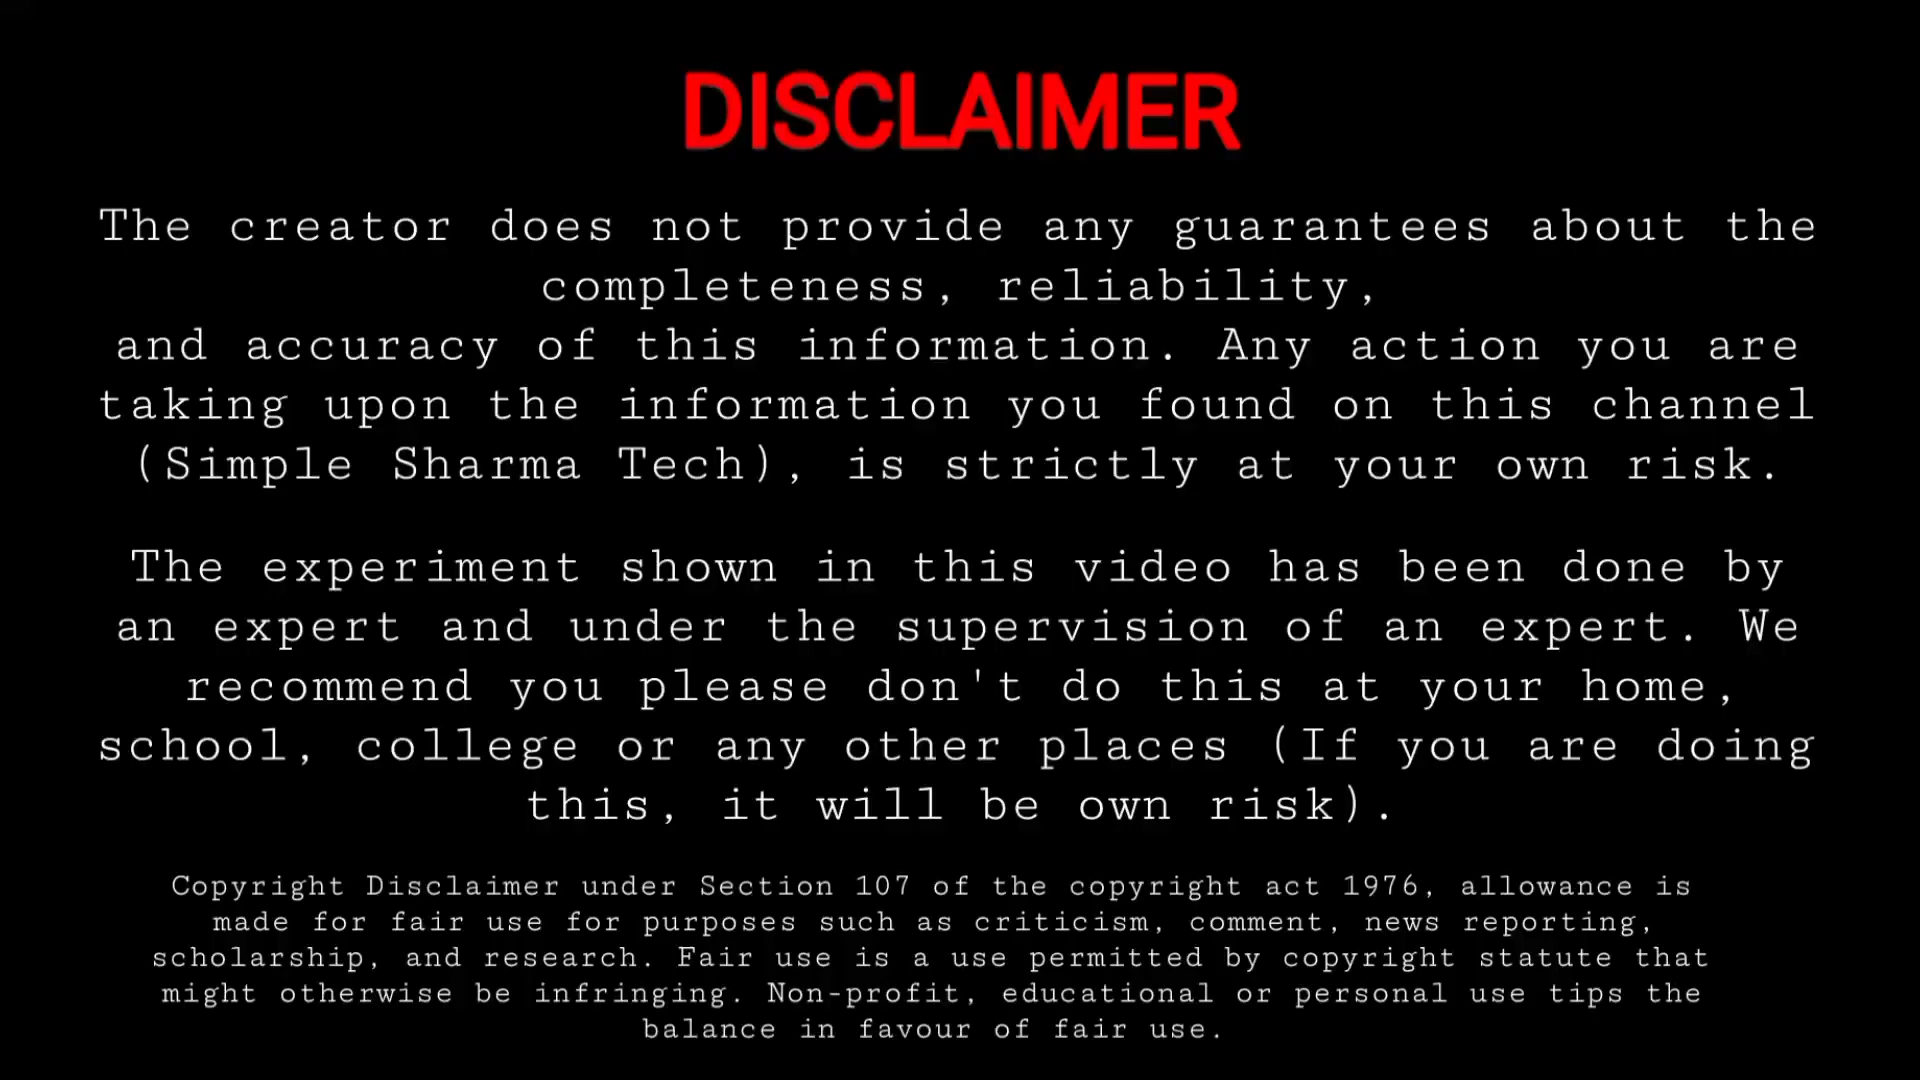 DISCLAIMER
The creator does not provide any guarantees about the
completeness, reliability,
and accuracy of this information. Any action you are
taking upon the information you found on this channel
(Simple Sharma Tech), is strictly at your own risk.
The experiment shown in this video has been done by
an expert and under the supervision of an expert. We
recommend you please don't do this at your home,
school, college or any other places (If you are doing
this, it will be own risk).
Copyright Disclaimer under Section 107 of the copyright act 1976, allowance is
made for fair use for purposes such as criticism, comment, news reporting,
scholarship, and research. Fair use is a use permitted by copyright statute that
might otherwise be infringing. Non-profit, educational or personal use tips the
balance in favour of fair use.